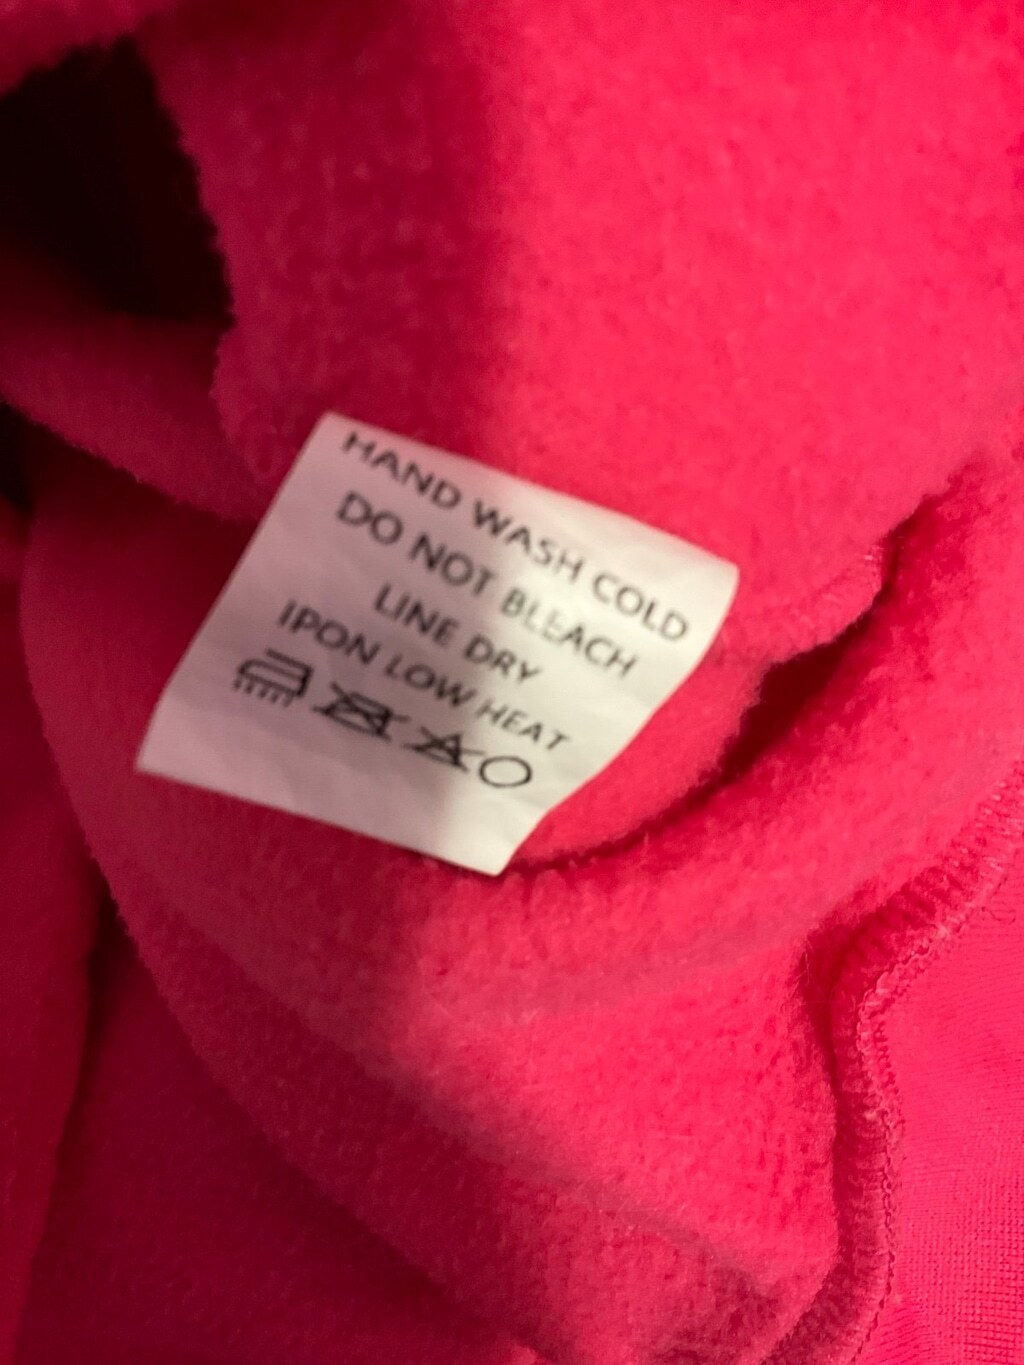 HAND WASH COLD
DO NOT BLEACH
LINE DRY
IPON LOW HEAT